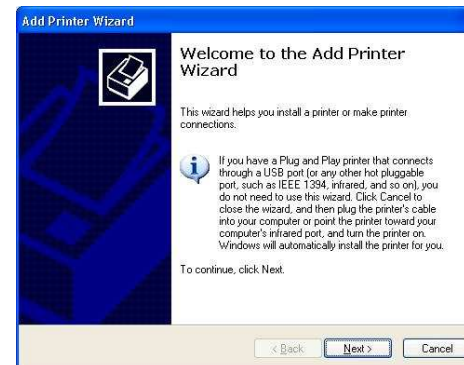 Add Printer Wizard
Welcome to the Add Printer
Wizard
This wizard helps you install a printer or make printer
connections.
If you have a Plug and Play printer that connects
through a USB port (or any other hot pluggable
port, such as IEEE 1394, infrared, and so on), you
do not need to use this wizard. Click Cancel to
close the wizard, and then plug the printer's cable
into your computer or point the printer toward your
computer's infrared port, and turn the printer on.
Windows will automatically install the printer for you.
To continue, click Next.
< Back Next > Cancel